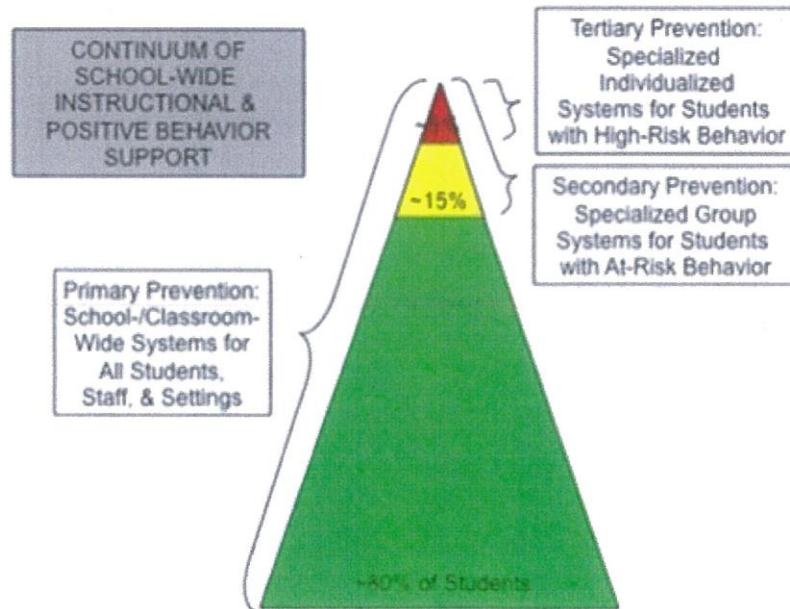 CONTINUUM OF
SCHOOL-WIDE
INSTRUCTIONAL &
POSITIVE BEHAVIOR
SUPPORT
Tertiary Prevention:
Specialized
Individualized
Systems for Students
with High-Risk Behavior
~15%
Secondary Prevention:
Specialized Group
Systems for Students
with At-Risk Behavior
Primary Prevention:
School-/Classroom-
Wide Systems for
All Students,
Staff, & Settings
~80% of Students